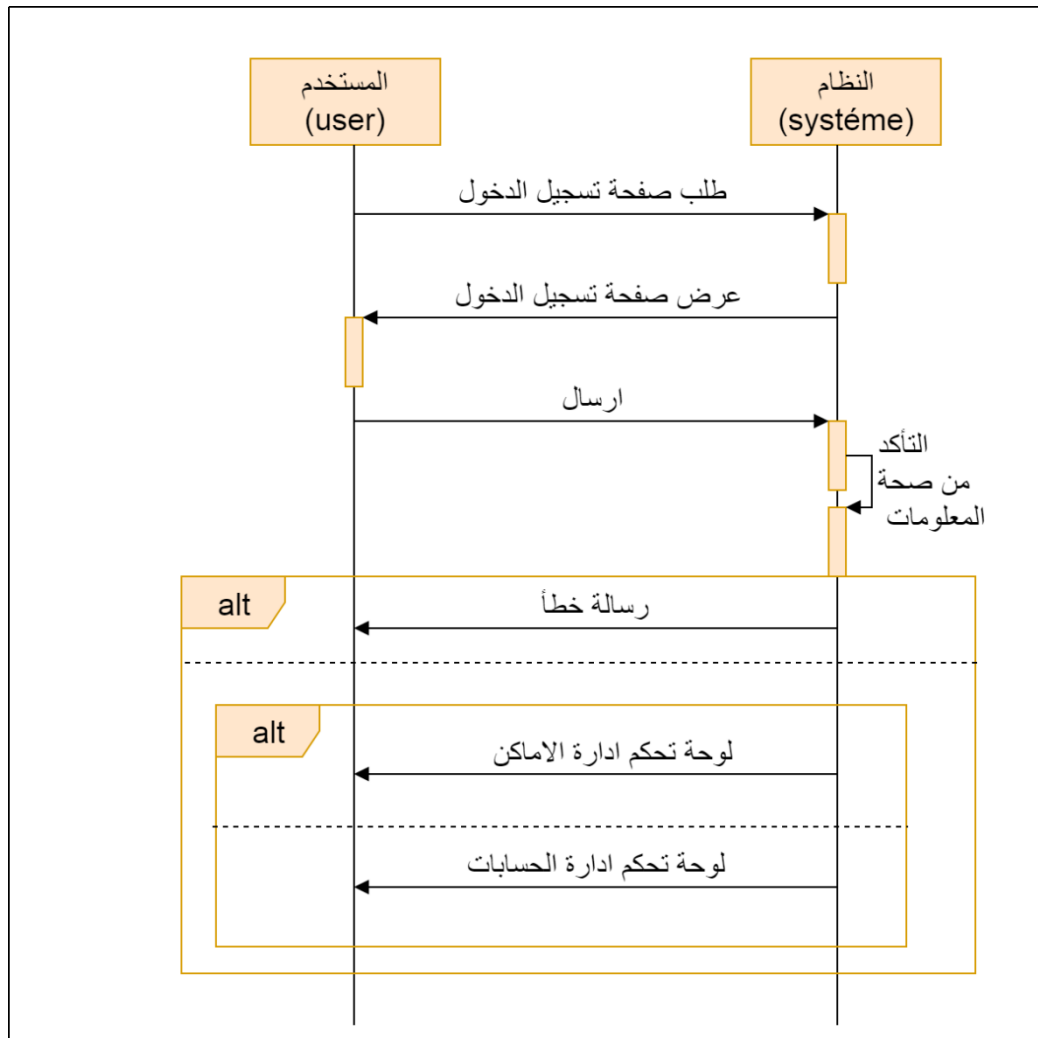 المستخدم
(user)
النظام
(systéme)
طلب صفحة تسجيل الدخول
عرض صفحة تسجيل الدخول
ارسال
التأكد
من صحة
المعلومات
alt
رسالة خطأ
alt
لوحة تحكم ادارة الاماكن
لوحة تحكم ادارة الحسابات